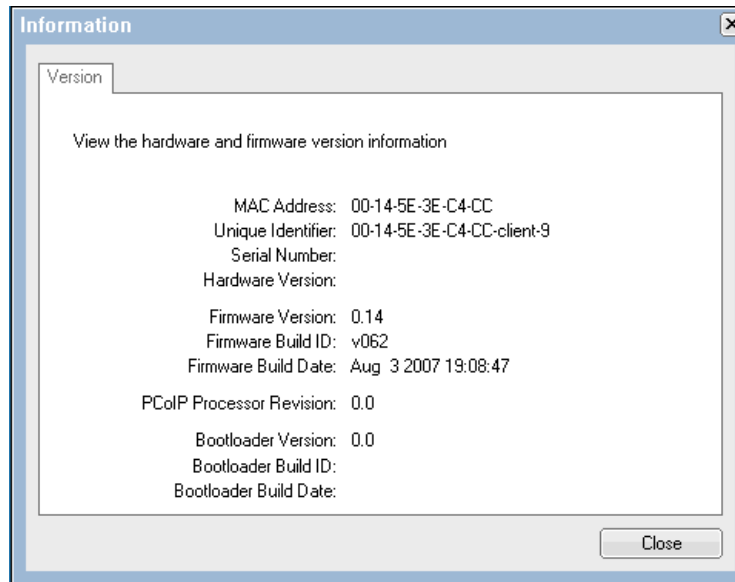 Information
Version
View the hardware and firmware version information
MAC Address: 00-14-5E-3E-C4-CC
Unique Identifier: 00-14-5E-3E-C4-CC-client-9
Serial Number:
Hardware Version:
Firmware Version: 0.14
Firmware Build ID: v062
Firmware Build Date: Aug 3 2007 19:08:47
PCoIP Processor Revision: 0.0
Bootloader Version: 0.0
Bootloader Build ID:
Bootloader Build Date:
Close